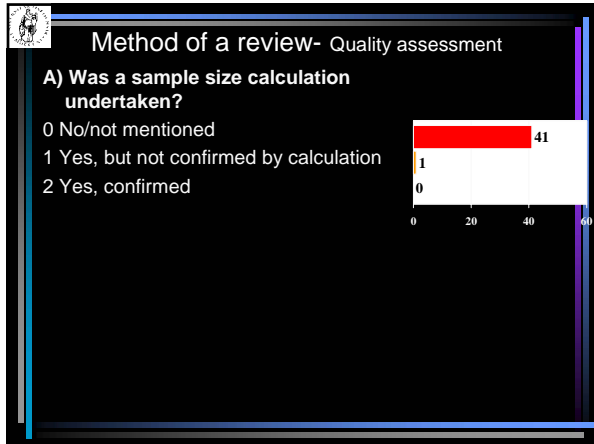 Method of a review- Quality assessment
A) Was a sample size calculation
undertaken?
0 No/not mentioned
1 Yes, but not confirmed by calculation
2 Yes, confirmed
41
1
0
0 20 40 60